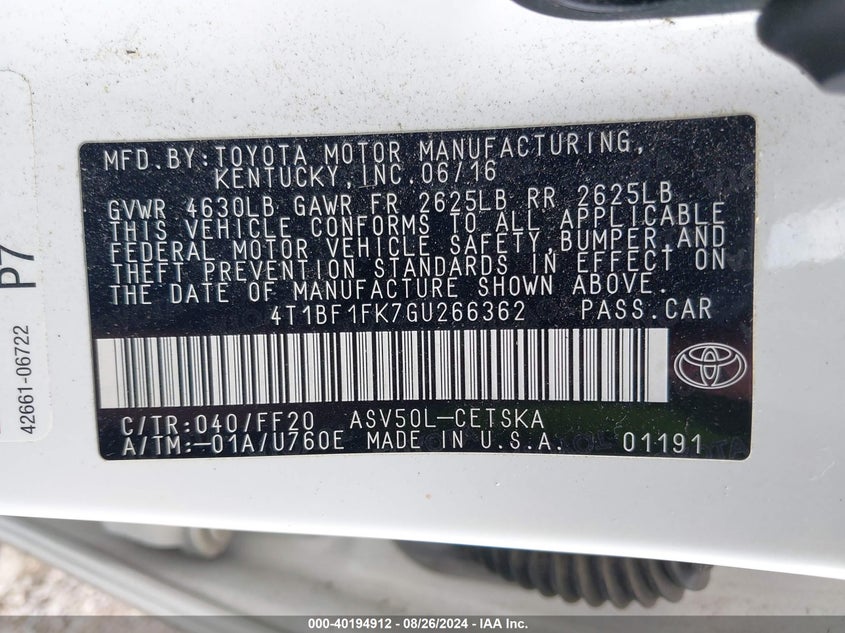 MFD.BY:TOYOTA MOTOR MANUFACTURING,
KENTUCKY,INC.06/16
GVWR 4630LB GAWR FR 2625LB RR 2625LB
THIS VEHICLE CONFORMS TO ALL APPLICABLE
FEDERAL MOTOR VEHICLE SAFETY,BUMPER,AND
THEFT PREVENTION STANDARDS IN EFFECT ON
THE DATE OF MANUFACTURE SHOWN ABOVE.
4T1BF1FK7GU266362 PASS.CAR
C/TR:040/FF20 ASV50L-CETSKA
A/TM:-01A/U760E MADE IN U.S.A. 01191
P7
42661-06722
000-40194912 - 08/26/2024 - IAA Inc.